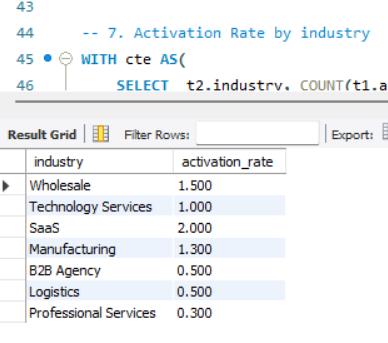 43
44 -- 7. Activation Rate by industry
45 WITH cte AS(
46 SELECT t2.industry, COUNT(t1.a
Result Grid Filter Rows: Export:
industry activation_rate
Wholesale 1.500
Technology Services 1.000
SaaS 2.000
Manufacturing 1.300
B2B Agency 0.500
Logistics 0.500
Professional Services 0.300